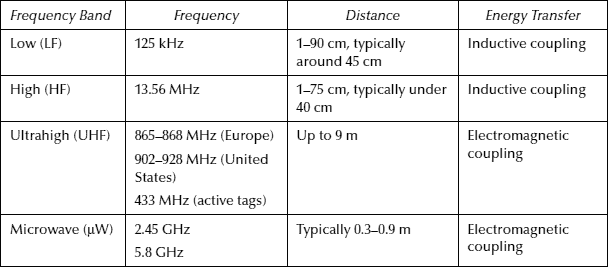 Frequency Band Frequency Distance Energy Transfer
Low (LF) 125 kHz 1–90 cm, typically Inductive coupling
around 45 cm
High (HF) 13.56 MHz 1–75 cm, typically under Inductive coupling
40 cm
Ultrahigh (UHF) 865–868 MHz (Europe) Up to 9 m Electromagnetic
902–928 MHz (United coupling
States)
433 MHz (active tags)
Microwave (μW) 2.45 GHz Typically 0.3–0.9 m Electromagnetic
5.8 GHz coupling